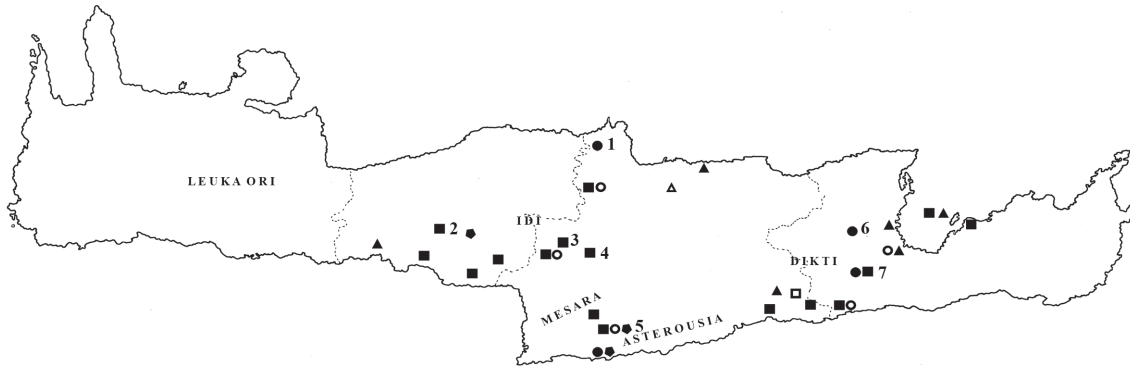 1
LEUKA ORI
IDI
2
6
3
4
DIKTI
7
MESARA
5
ASTEROUSIA